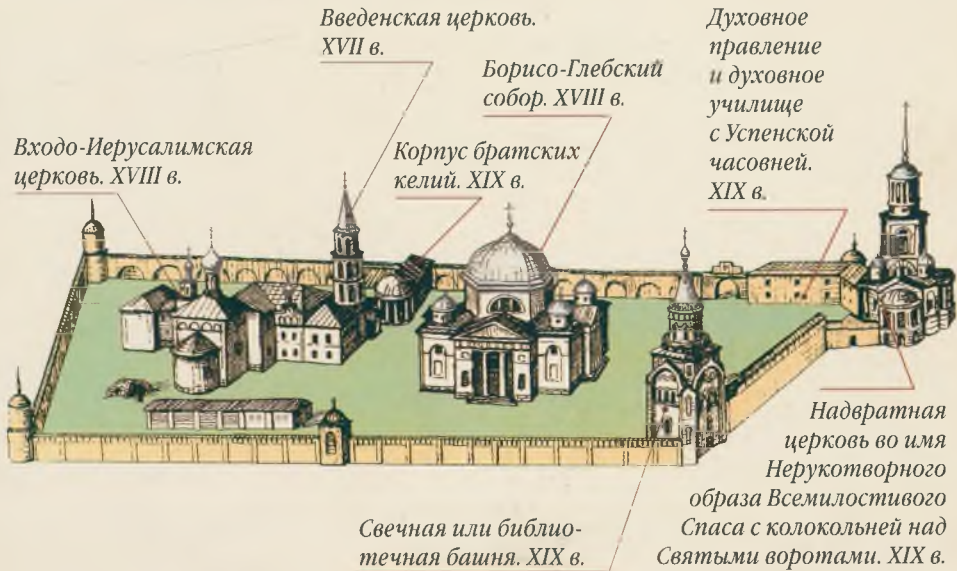 Введенская церковь.
XVII в.
Духовное
правление
и духовное
училище
с Успенской
часовней.
XIX в.
Борисо-Глебский
собор. XVIII в.
Входо-Иерусалимская
церковь. XVIII в.
Корпус братских
келий. XIX в.
Надвратная
церковь во имя
Нерукотворного
образа Всемилостивого
Спаса с колокольней над
Святыми воротами. XIX в.
Свечная или библио-
течная башня. XIX в.